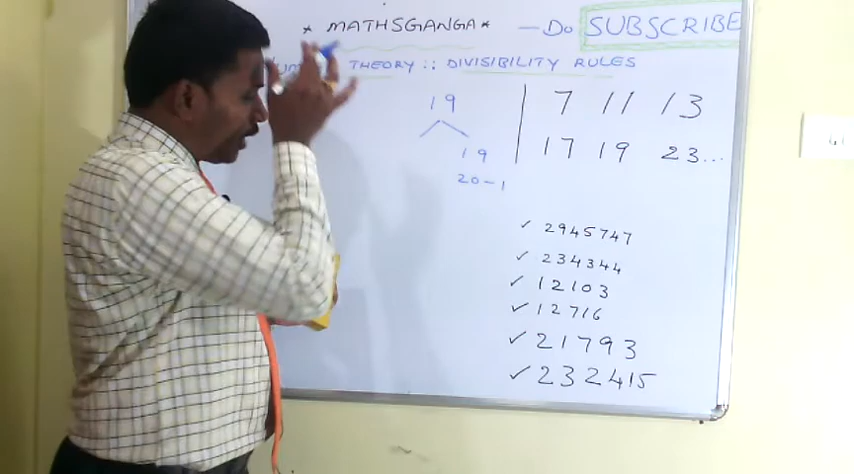 * MATHSGANGA * — Do SUBSCRIBE
THEORY :: DIVISIBILITY RULES
19
19
20-1
7 11 13
17 19 23...
✓ 2945747
✓ 234344
✓ 12103
✓ 12716
✓ 21793
✓ 232415